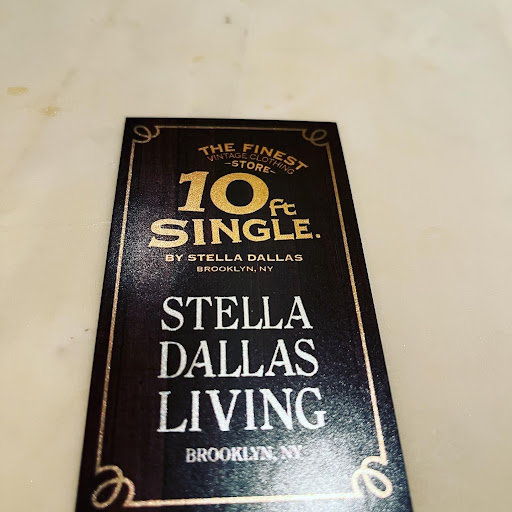 THE FINEST
VINTAGE CLOTHING
-STORE-
10ft
SINGLE.
BY STELLA DALLAS
BROOKLYN, NY
STELLA
DALLAS
LIVING
BROOKLYN, NY